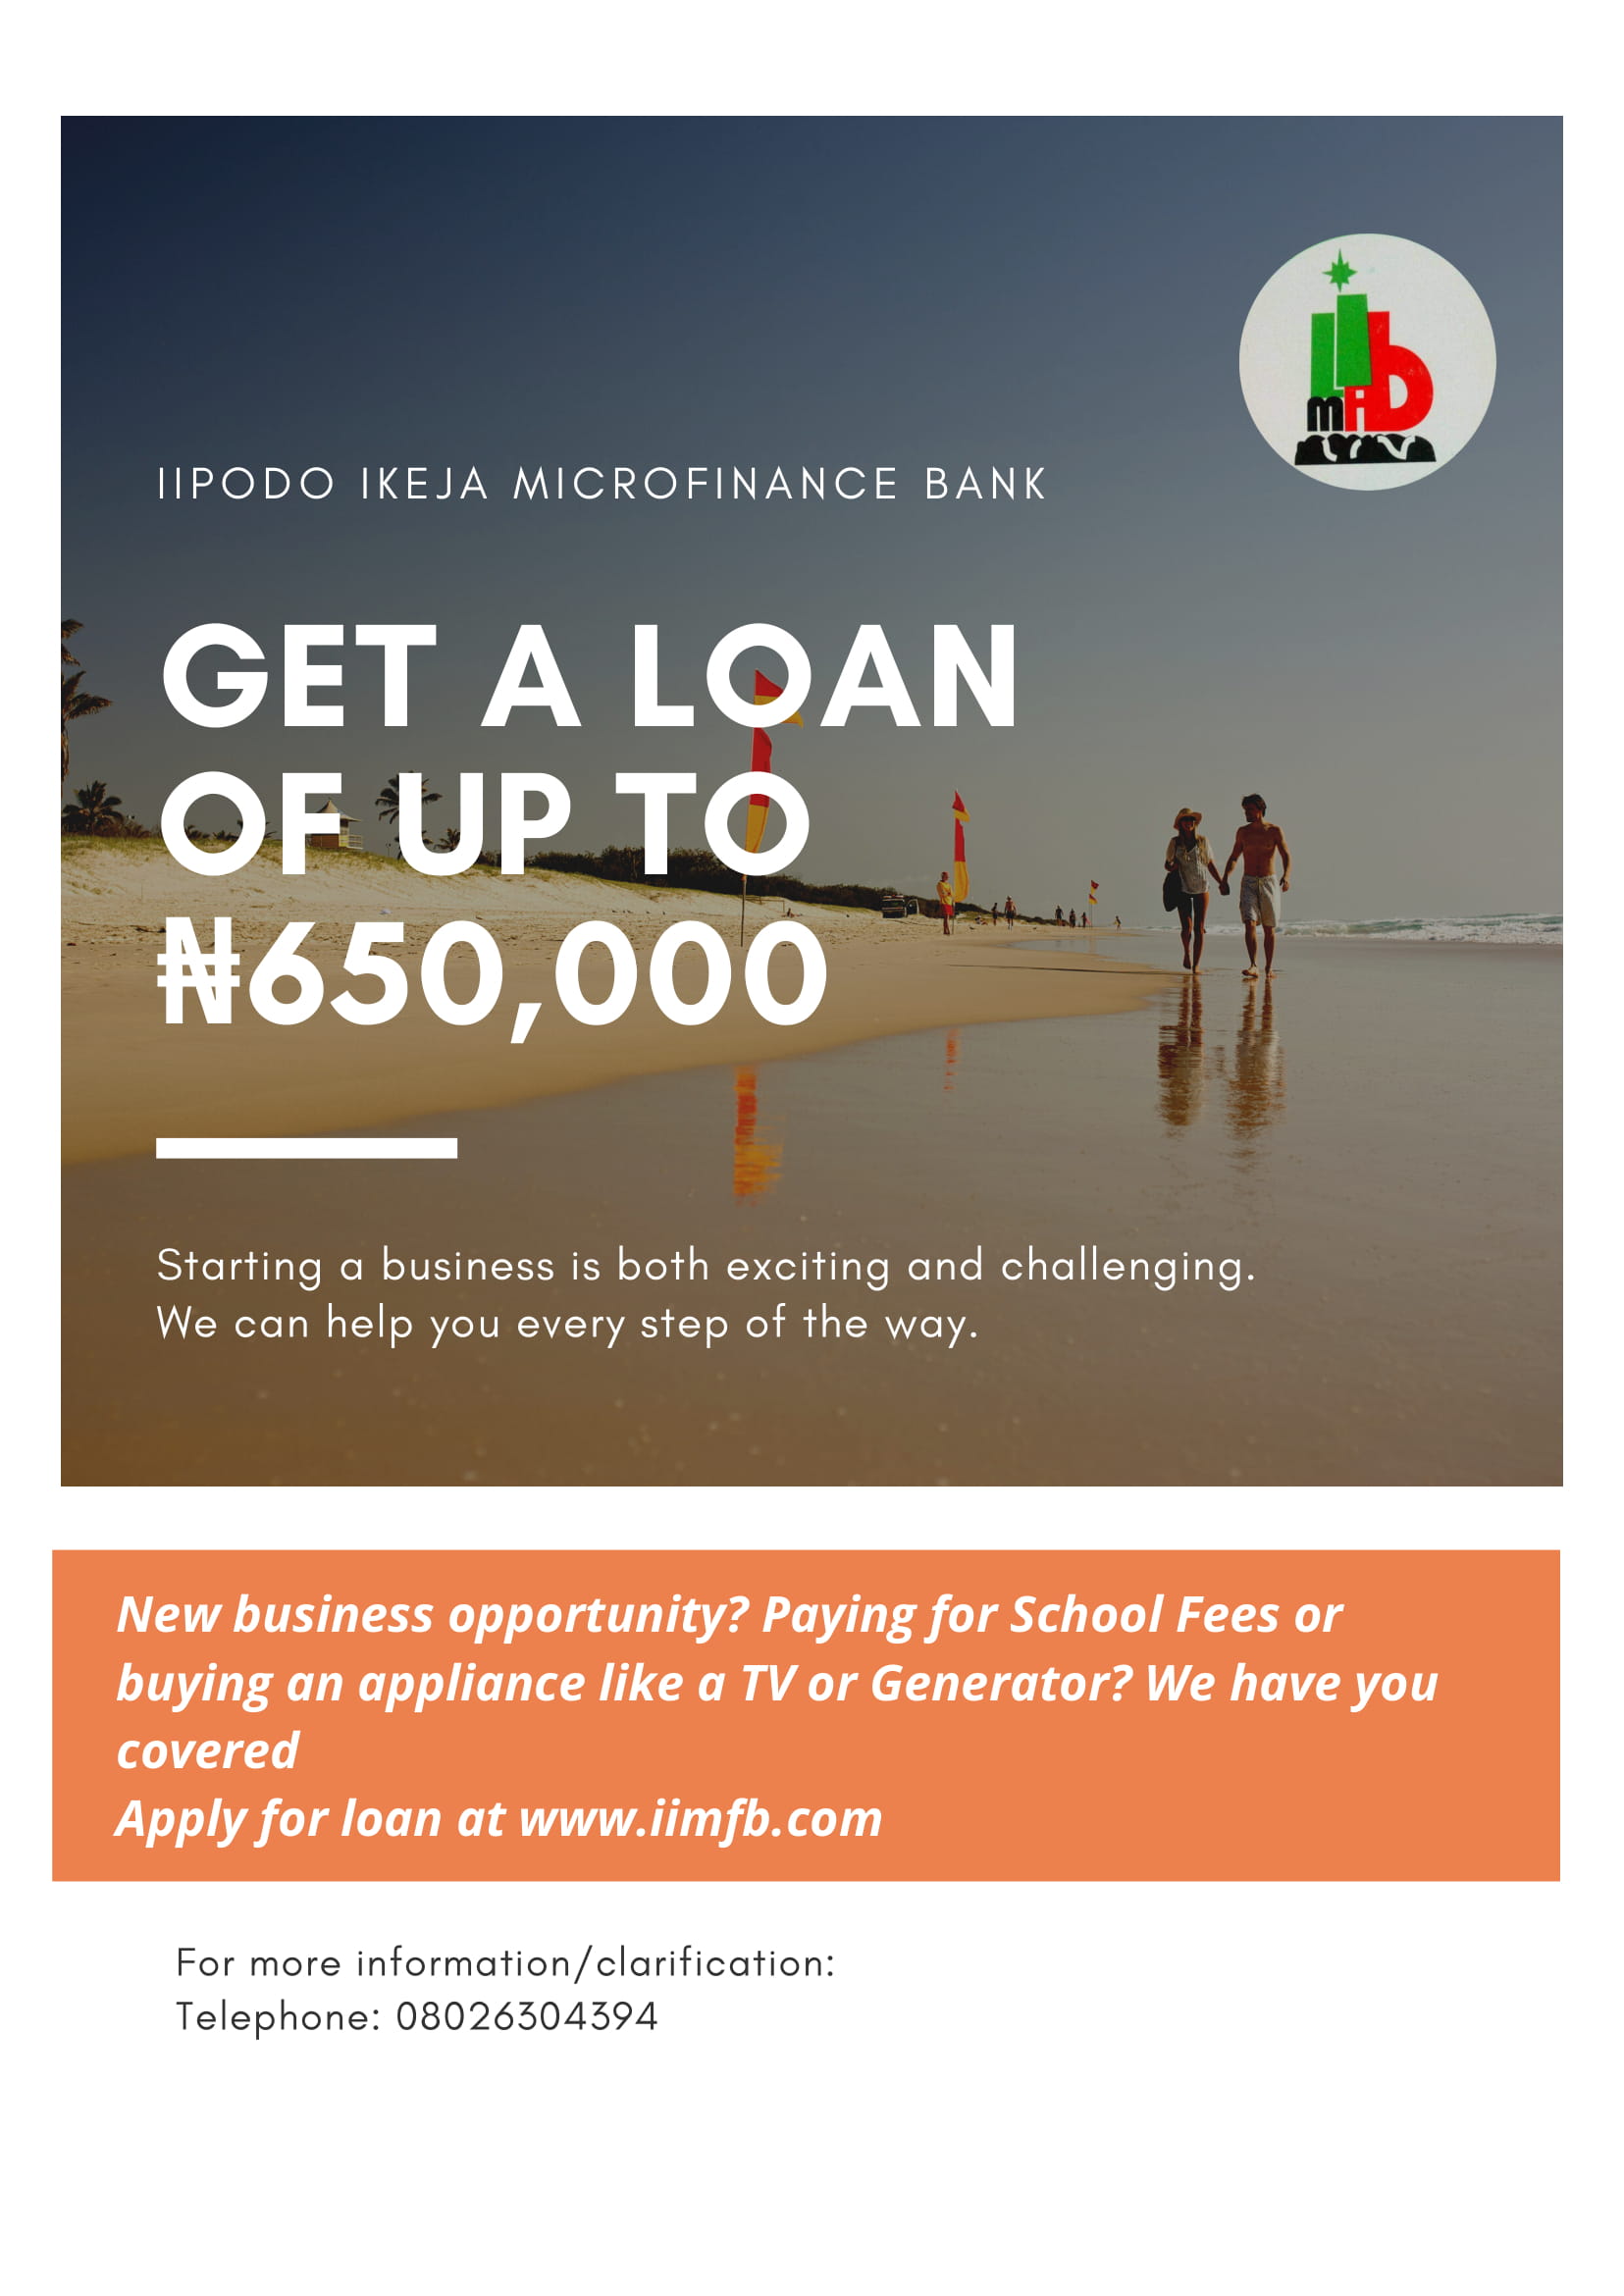 IIPODO IKEJA MICROFINANCE BANK
GET A LOAN
OF UP TO
₦650,000
Starting a business is both exciting and challenging.
We can help you every step of the way.
New business opportunity? Paying for School Fees or
buying an appliance like a TV or Generator? We have you
covered
Apply for loan at www.iimfb.com
For more information/clarification:
Telephone: 08026304394